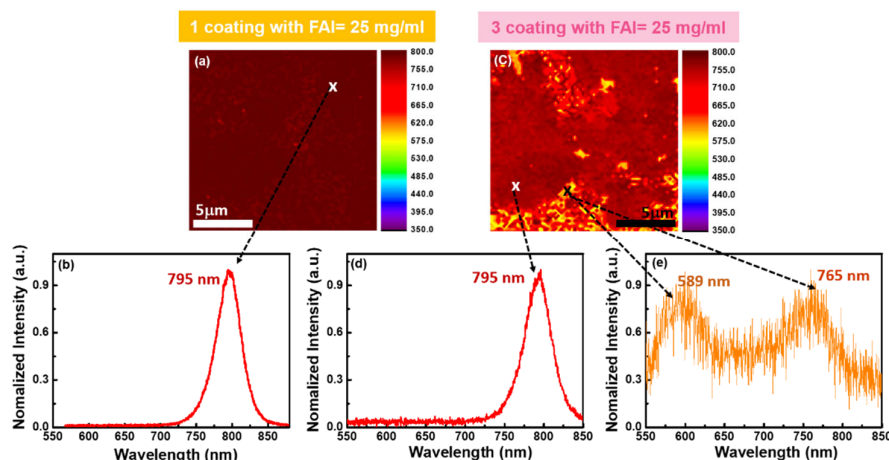 1 coating with FAI= 25 mg/ml
3 coating with FAI= 25 mg/ml
(a)
x
5μm
800.0
755.0
710.0
665.0
620.0
575.0
530.0
485.0
440.0
395.0
350.0
(C)
x
x
5μm
800.0
755.0
710.0
665.0
620.0
575.0
530.0
485.0
440.0
395.0
350.0
(b)
795 nm
Nomalized Intensity (a.u.)
0.9
0.6
0.3
0.0
550 600 650 700 750 800 850
Wavelength (nm)
(d)
795 nm
Nomalized Intensity (a.u.)
0.9
0.6
0.3
0.0
550 600 650 700 750 800 850
Wavelength (nm)
(e)
589 nm
765 nm
Nomalized Intensity (a.u.)
0.9
0.6
0.3
0.0
550 600 650 700 750 800 850
Wavelength (nm)